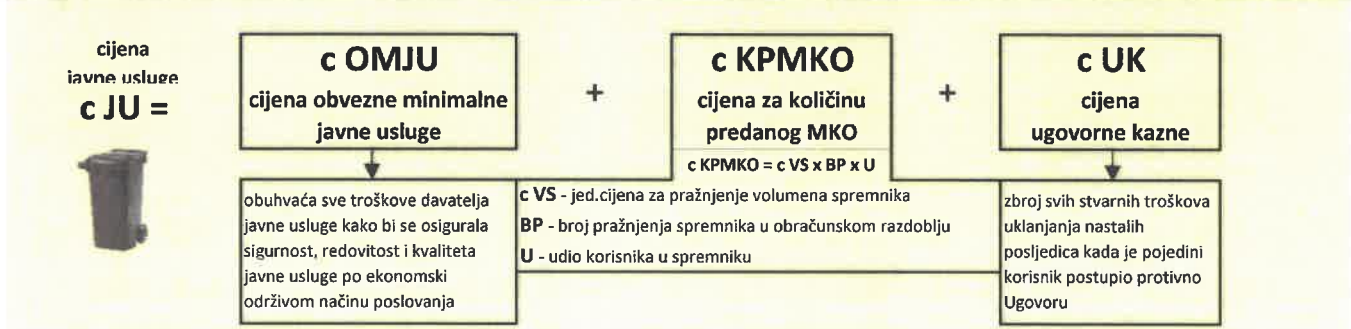 cijena
javne usluge
c JU =
c OMJU
cijena obvezne minimalne
javne usluge
+
c KPMKO
cijena za količinu
predanog MKO
c KPMKO = c VS x BP x U
+
c UK
cijena
ugovorne kazne
obuhvaća sve troškove davatelja
javne usluge kako bi se osigurala
sigurnost, redovitost i kvaliteta
javne usluge po ekonomski
održivom načinu poslovanja
c VS - jed.cijena za pražnjenje volumena spremnika
BP - broj pražnjenja spremnika u obračunskom razdoblju
U - udio korisnika u spremniku
zbroj svih stvarnih troškova
uklanjanja nastalih
posljedica kada je pojedini
korisnik postupio protivno
Ugovoru